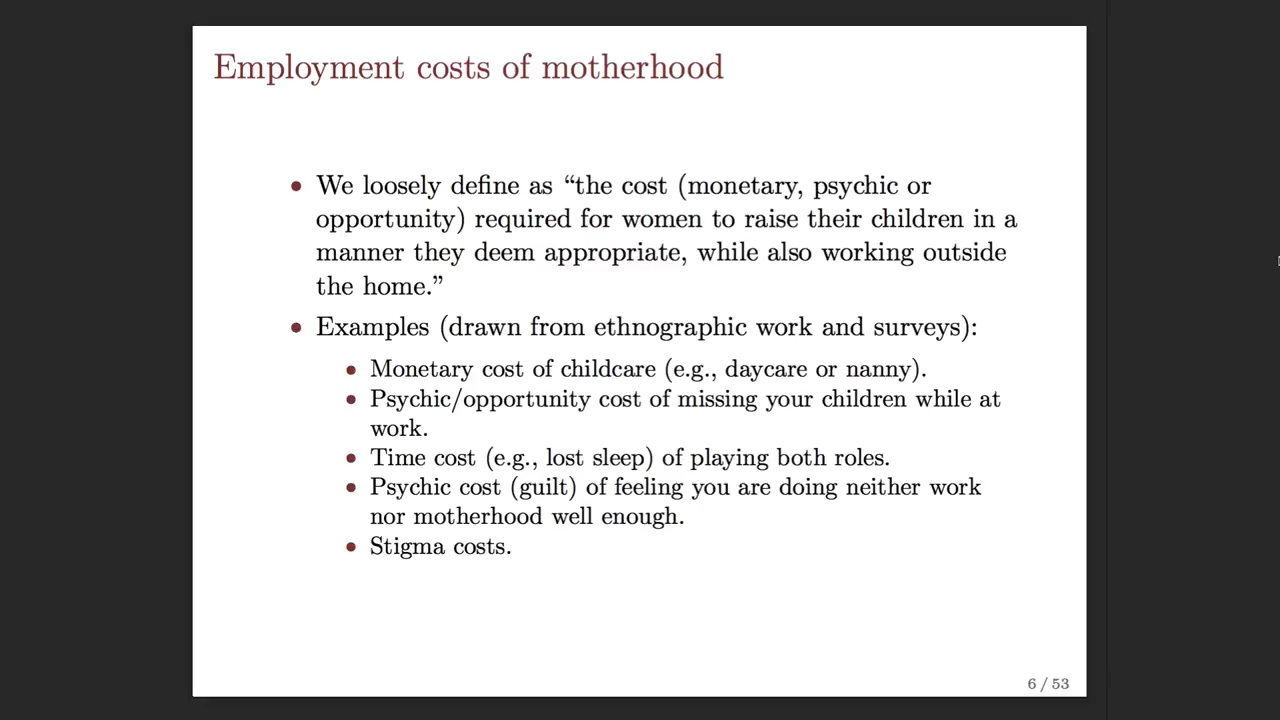 Employment costs of motherhood
• We loosely define as “the cost (monetary, psychic or
opportunity) required for women to raise their children in a
manner they deem appropriate, while also working outside
the home.”
• Examples (drawn from ethnographic work and surveys):
• Monetary cost of childcare (e.g., daycare or nanny).
• Psychic/opportunity cost of missing your children while at
work.
• Time cost (e.g., lost sleep) of playing both roles.
• Psychic cost (guilt) of feeling you are doing neither work
nor motherhood well enough.
• Stigma costs.
6 / 53